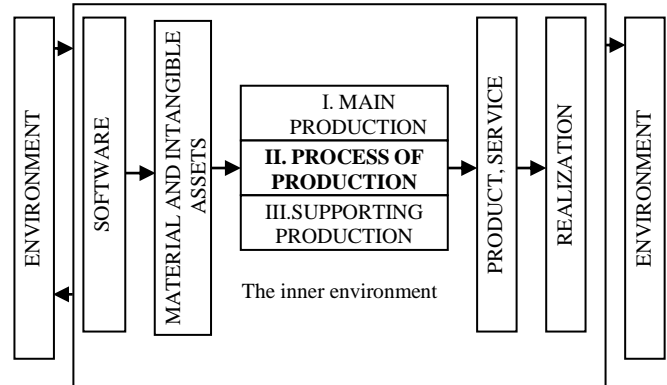 ENVIRONMENT
SOFTWARE
MATERIAL AND INTANGIBLE
ASSETS
I. MAIN
PRODUCTION
II. PROCESS OF
PRODUCTION
III.SUPPORTING
PRODUCTION
The inner environment
PRODUCT, SERVICE
REALIZATION
ENVIRONMENT